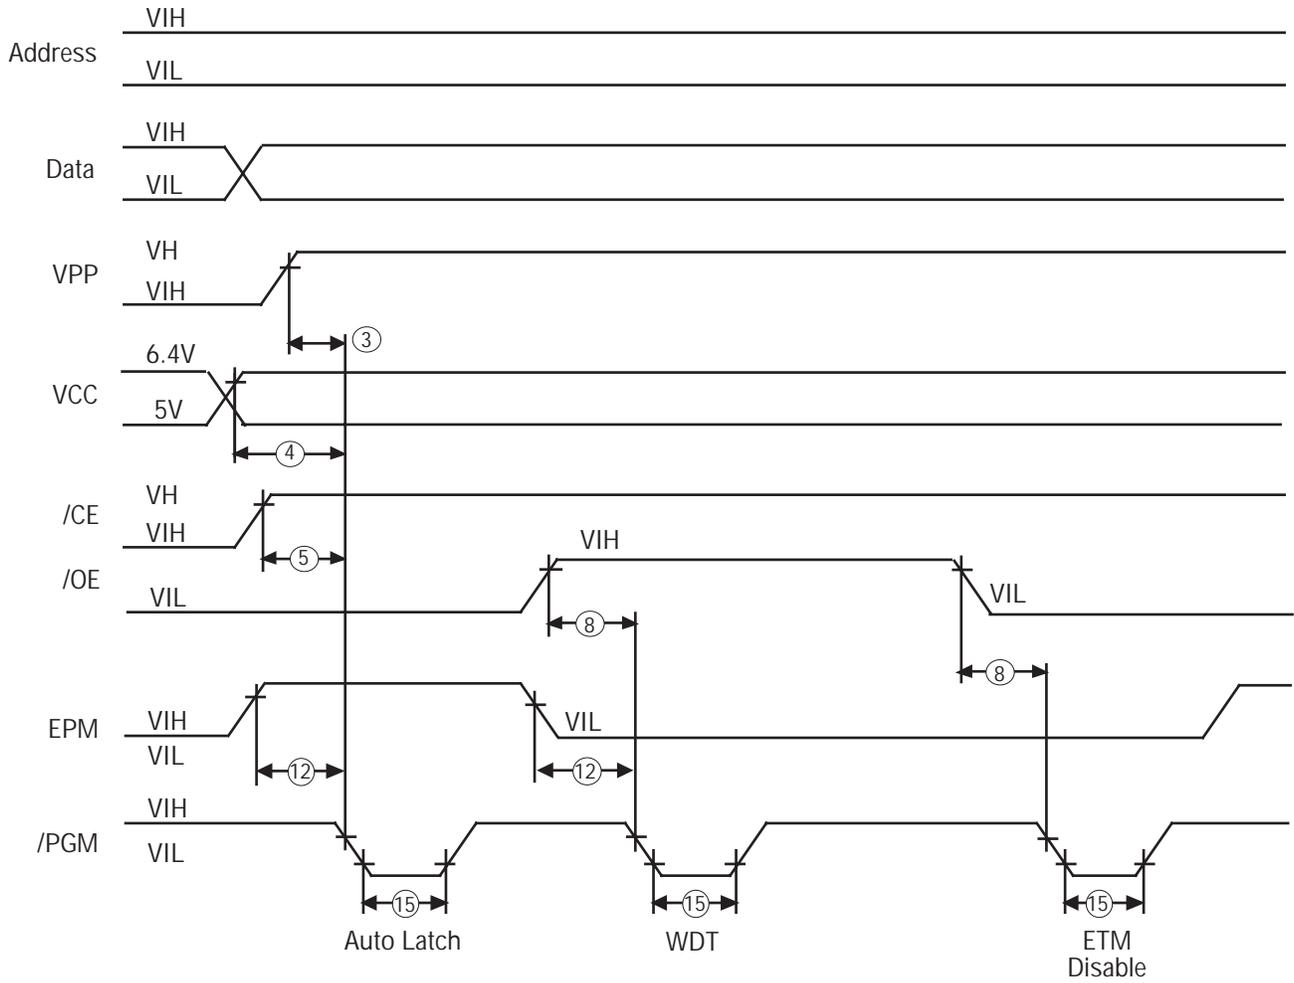 VIH
Address
VIL
VIH
Data
VIL
VH
VPP
VIH
3
6.4V
VCC
5V
4
VH
/CE
VIH
5
VIH
/OE
VIL
VIL
8
8
EPM
VIH
VIL
VIL
12
12
VIH
/PGM
VIL
15
15
15
Auto Latch
WDT
ETM
Disable